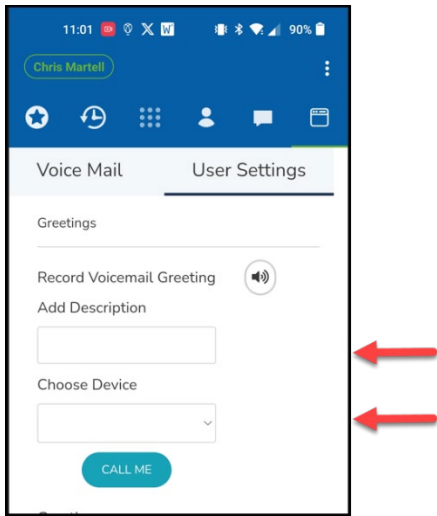 11:01 90%
Chris Martell
Voice Mail User Settings
Greetings
Record Voicemail Greeting
Add Description
Choose Device
CALL ME